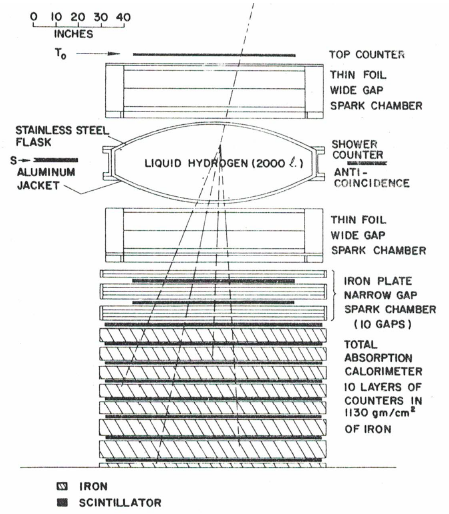 0 10 20 30 40
INCHES
T₀
TOP COUNTER
THIN FOIL
WIDE GAP
SPARK CHAMBER
STAINLESS STEEL
FLASK
S
ALUMINUM
JACKET
LIQUID HYDROGEN (2000 ℓ.)
SHOWER
COUNTER
ANTI-
COINCIDENCE
THIN FOIL
WIDE GAP
SPARK CHAMBER
IRON PLATE
NARROW GAP
SPARK CHAMBER
(10 GAPS)
TOTAL
ABSORPTION
CALORIMETER
10 LAYERS OF
COUNTERS IN
1130 gm/cm²
OF IRON
IRON
SCINTILLATOR